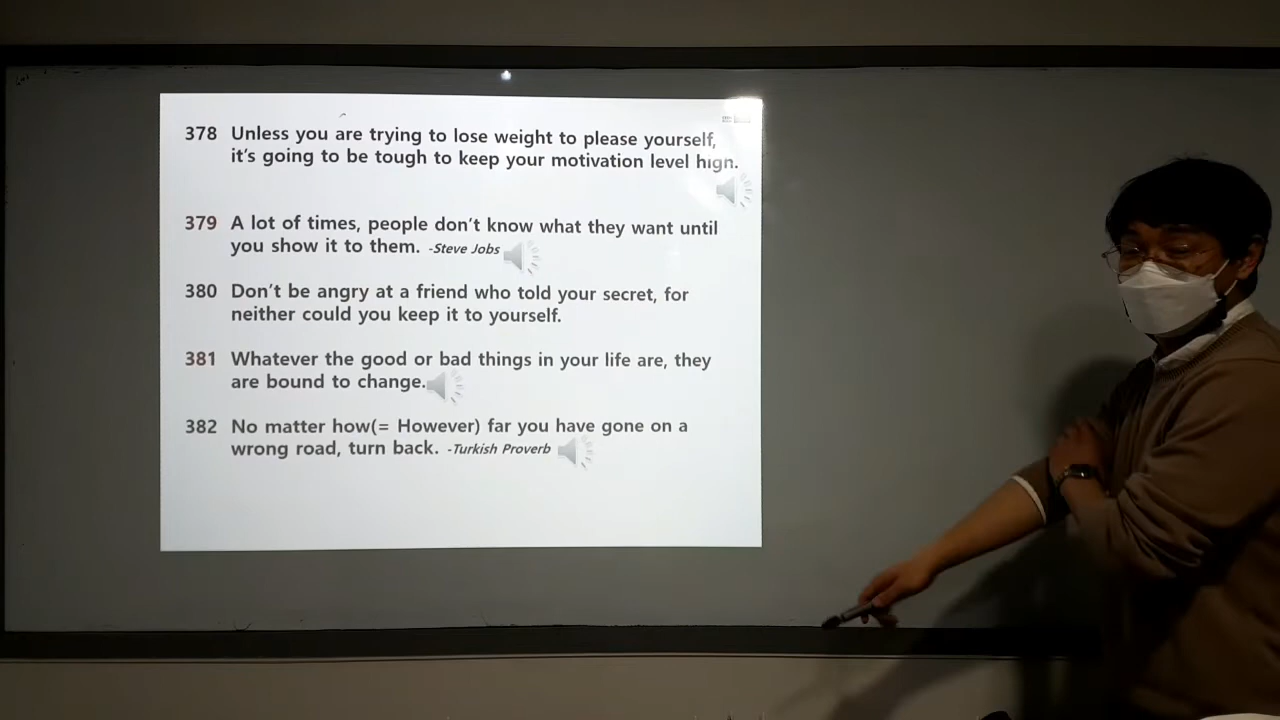 378 Unless you are trying to lose weight to please yourself,
it's going to be tough to keep your motivation level high.
379 A lot of times, people don't know what they want until
you show it to them. -Steve Jobs
380 Don't be angry at a friend who told your secret, for
neither could you keep it to yourself.
381 Whatever the good or bad things in your life are, they
are bound to change.
382 No matter how(= However) far you have gone on a
wrong road, turn back. -Turkish Proverb